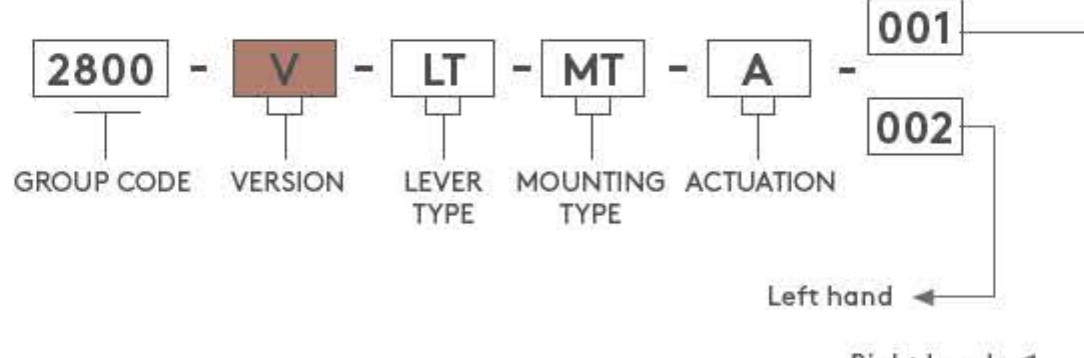 001
2800 - V - LT - MT - A -
002
GROUP CODE VERSION LEVER TYPE MOUNTING TYPE ACTUATION
Left hand